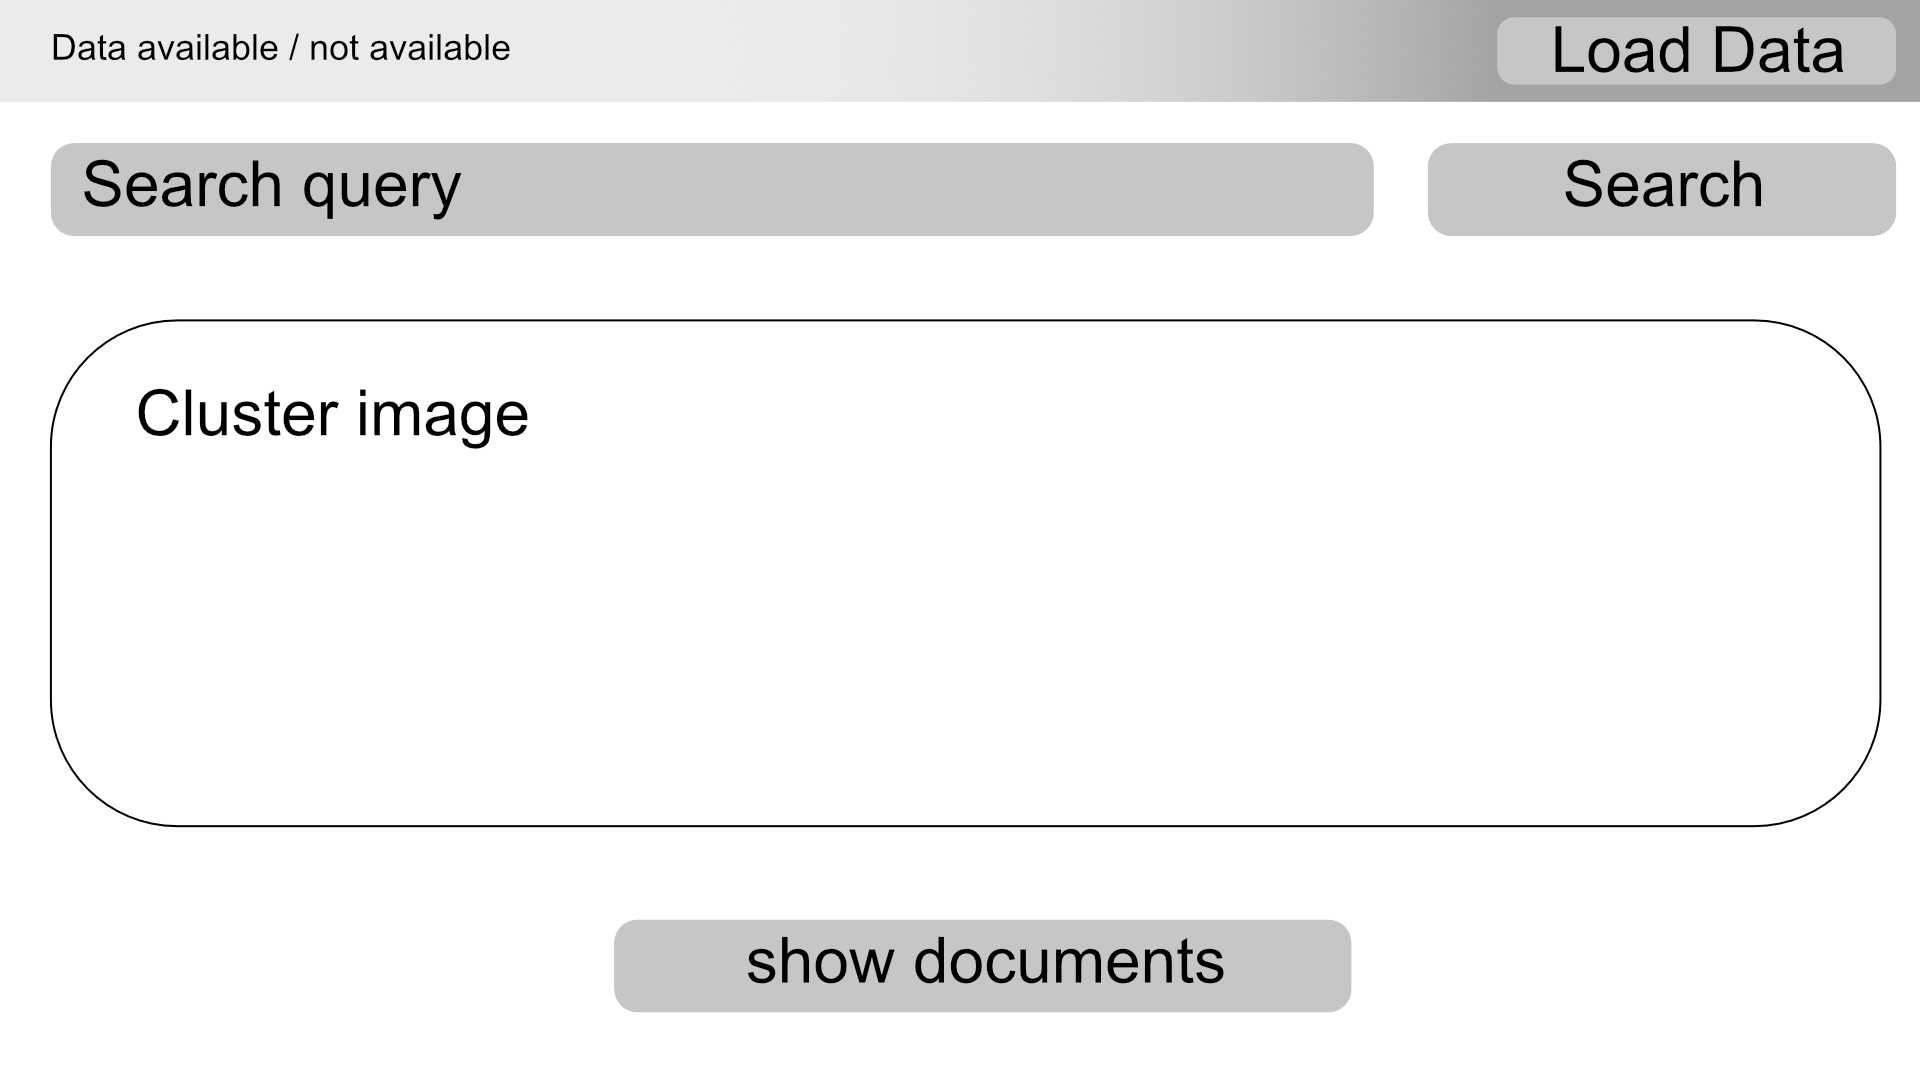 Data available / not available
Load Data
Search query
Search
Cluster image
show documents